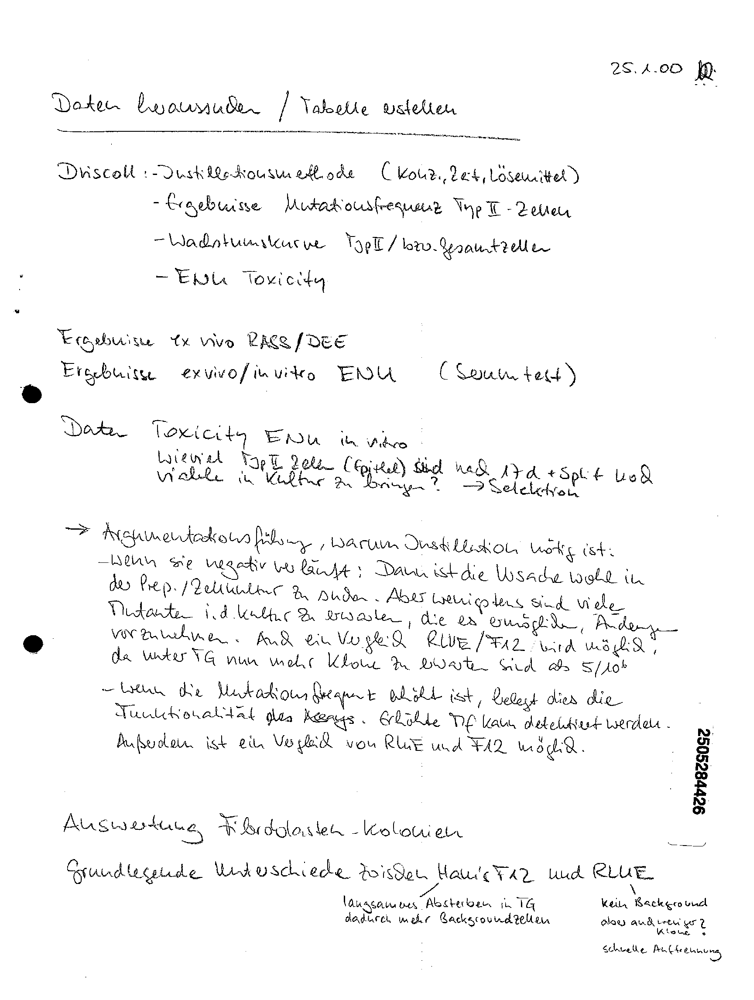 25.1.00
Daten heraussuchen / Tabelle erstellen
Driscoll: - Instillationsmethode (Konz., Zeit, Lösemittel)
- Ergebnisse Mutationsfrequenz Typ II - Zellen
- Wachstumskurve Typ II / bzw. Gesamtzellen
- ENU Toxicity
Ergebnisse ex vivo RASS/DEE
Ergebnisse ex vivo/in vitro ENU (Serumtest)
Daten Toxicity ENU in vitro
Wieviel Typ II Zellen (Epithel) sind nach 17d + Split noch
viable in Kultur zu bringen? → Selektion
→ Argumentationsführung, warum Instillation nötig ist:
- wenn sie negativ verläuft: Dann ist die Ursache wohl in
der Prep./Zellkultur zu suchen. Aber wenigstens sind viele
Mutanten i.d. Kultur zu erwarten, die es ermöglichen, Änderungen
vorzunehmen. Auch ein Vergleich RLUE/F12 wird möglich,
da unter TG nun mehr Klone zu erwarten sind als 5/10⁶
- wenn die Mutationsfrequenz erhöht ist, belegt dies die
Funktionalität des Assays. Erhöhte Mf kann detektiert werden.
Außerdem ist ein Vergleich von RLUE und F12 möglich.
2505284426
Auswertung Fibroblasten - Kolonien
Grundlegende Unterschiede zwischen Ham's F12 und RLUE
langsames Absterben in TG
dadurch mehr Backgroundzellen
kein Background
aber auch weniger
Klone?
schnelle Auftrennung